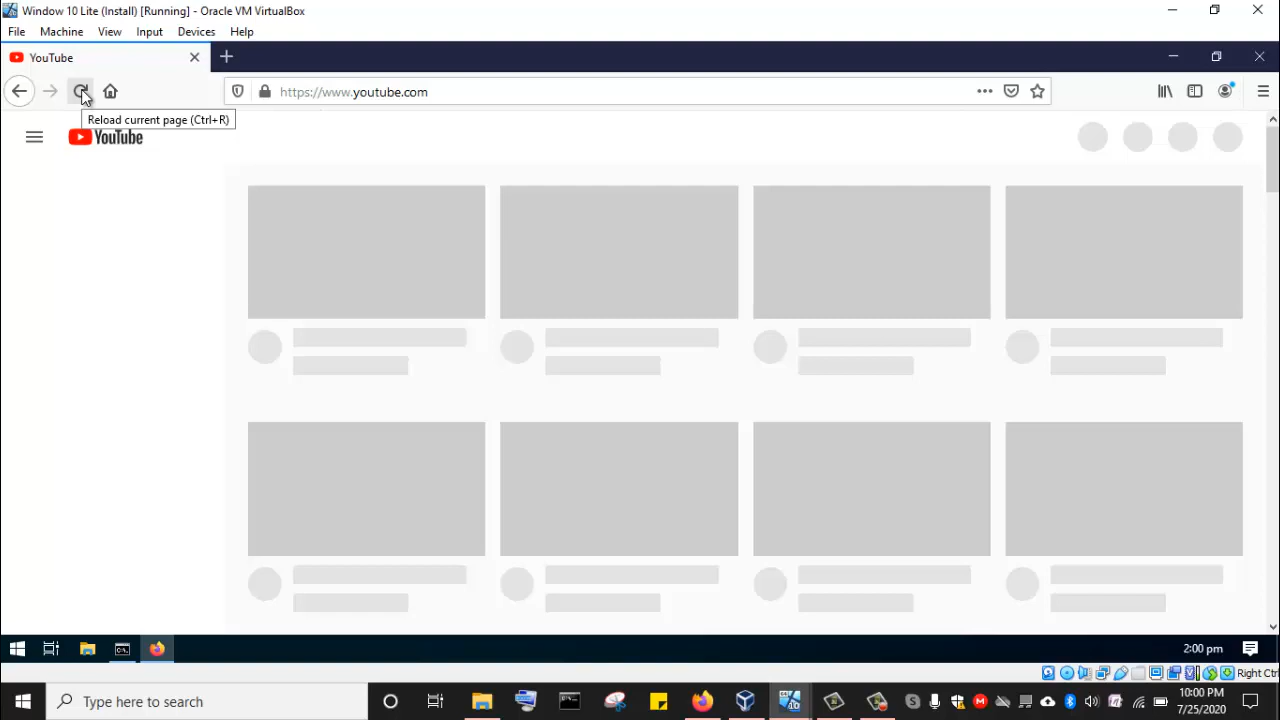 Window 10 Lite (Install) [Running] - Oracle VM VirtualBox
File Machine View Input Devices Help
YouTube
https://www.youtube.com
Reload current page (Ctrl+R)
YouTube
2:00 pm
Right Ctrl
Type here to search
10:00 PM
7/25/2020